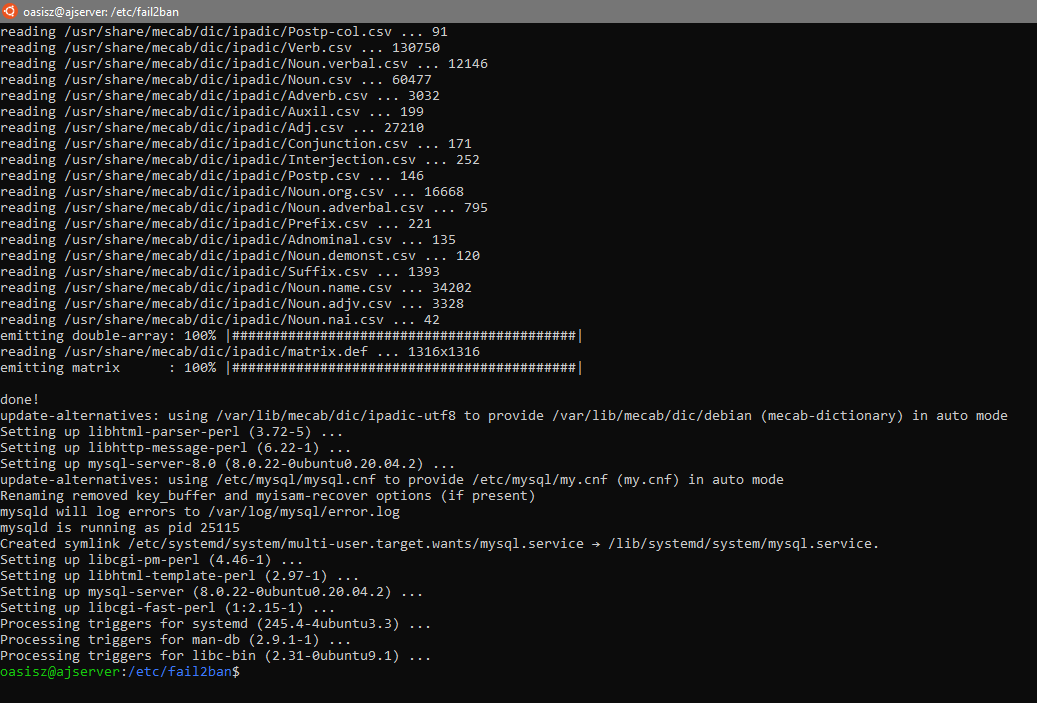 oasisz@ajserver: /etc/fail2ban
reading /usr/share/mecab/dic/ipadic/Postp-col.csv ... 91
reading /usr/share/mecab/dic/ipadic/Verb.csv ... 130750
reading /usr/share/mecab/dic/ipadic/Noun.verbal.csv ... 12146
reading /usr/share/mecab/dic/ipadic/Noun.csv ... 60477
reading /usr/share/mecab/dic/ipadic/Adverb.csv ... 3032
reading /usr/share/mecab/dic/ipadic/Auxil.csv ... 199
reading /usr/share/mecab/dic/ipadic/Adj.csv ... 27210
reading /usr/share/mecab/dic/ipadic/Conjunction.csv ... 171
reading /usr/share/mecab/dic/ipadic/Interjection.csv ... 252
reading /usr/share/mecab/dic/ipadic/Postp.csv ... 146
reading /usr/share/mecab/dic/ipadic/Noun.org.csv ... 16668
reading /usr/share/mecab/dic/ipadic/Noun.adverbal.csv ... 795
reading /usr/share/mecab/dic/ipadic/Prefix.csv ... 221
reading /usr/share/mecab/dic/ipadic/Adnominal.csv ... 135
reading /usr/share/mecab/dic/ipadic/Noun.demonst.csv ... 120
reading /usr/share/mecab/dic/ipadic/Suffix.csv ... 1393
reading /usr/share/mecab/dic/ipadic/Noun.name.csv ... 34202
reading /usr/share/mecab/dic/ipadic/Noun.adjv.csv ... 3328
reading /usr/share/mecab/dic/ipadic/Noun.nai.csv ... 42
emitting double-array: 100% |###########################################|
reading /usr/share/mecab/dic/ipadic/matrix.def ... 1316x1316
emitting matrix      : 100% |###########################################|
done!
update-alternatives: using /var/lib/mecab/dic/ipadic-utf8 to provide /var/lib/mecab/dic/debian (mecab-dictionary) in auto mode
Setting up libhtml-parser-perl (3.72-5) ...
Setting up libhttp-message-perl (6.22-1) ...
Setting up mysql-server-8.0 (8.0.22-0ubuntu0.20.04.2) ...
update-alternatives: using /etc/mysql/mysql.cnf to provide /etc/mysql/my.cnf (my.cnf) in auto mode
Renaming removed key_buffer and myisam-recover options (if present)
mysqld will log errors to /var/log/mysql/error.log
mysqld is running as pid 25115
Created symlink /etc/systemd/system/multi-user.target.wants/mysql.service → /lib/systemd/system/mysql.service.
Setting up libcgi-pm-perl (4.46-1) ...
Setting up libhtml-template-perl (2.97-1) ...
Setting up mysql-server (8.0.22-0ubuntu0.20.04.2) ...
Setting up libcgi-fast-perl (1:2.15-1) ...
Processing triggers for systemd (245.4-4ubuntu3.3) ...
Processing triggers for man-db (2.9.1-1) ...
Processing triggers for libc-bin (2.31-0ubuntu9.1) ...
oasisz@ajserver:/etc/fail2ban$